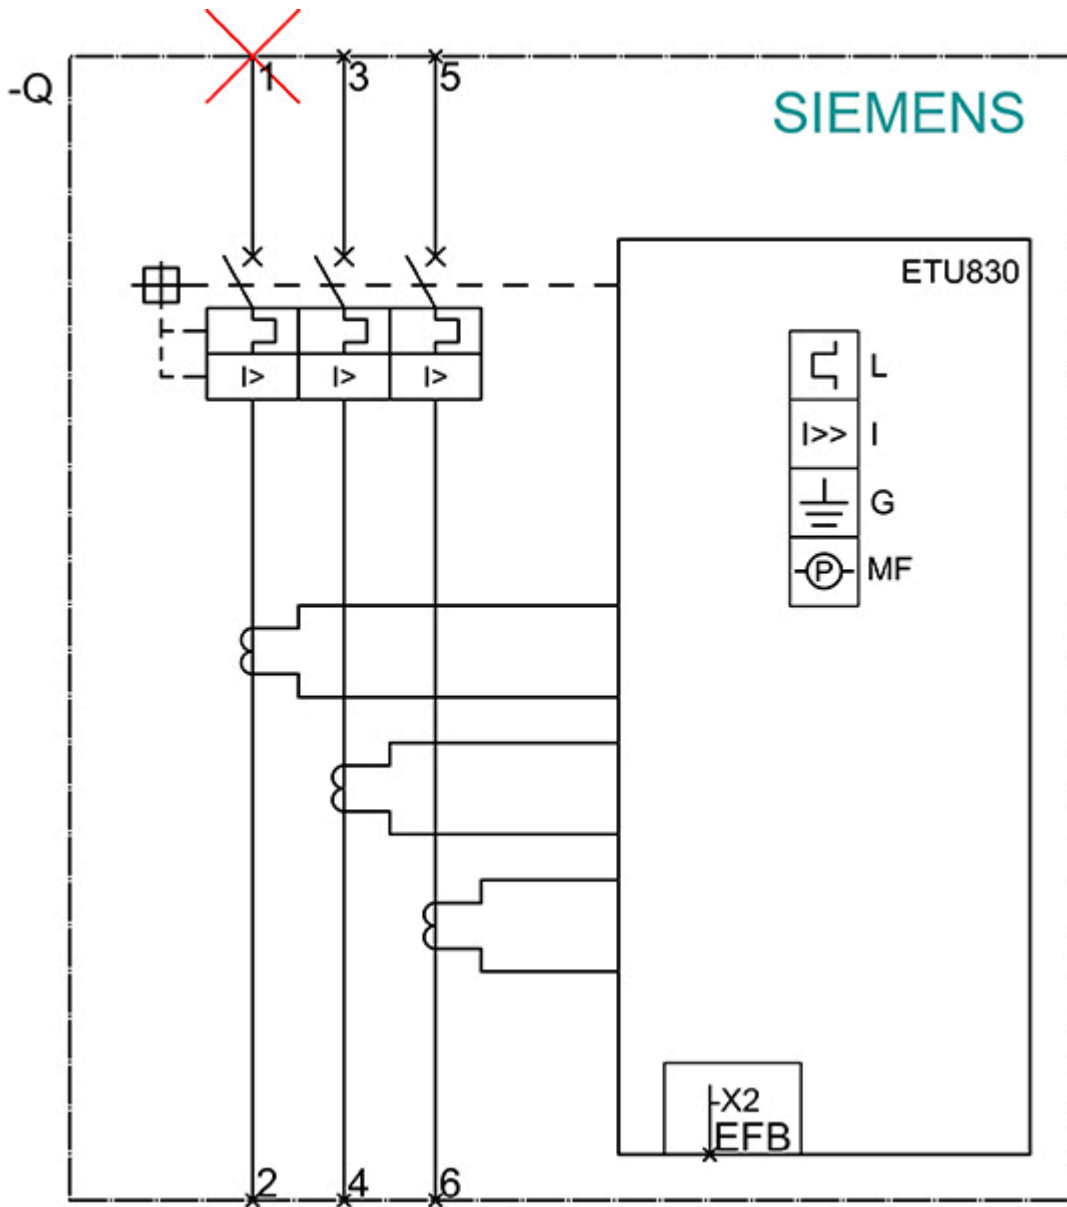 1 3 5
-Q
SIEMENS
ETU830
L
I> I> I>
I>> I
G
P MF
-X2
EFB
2 4 6